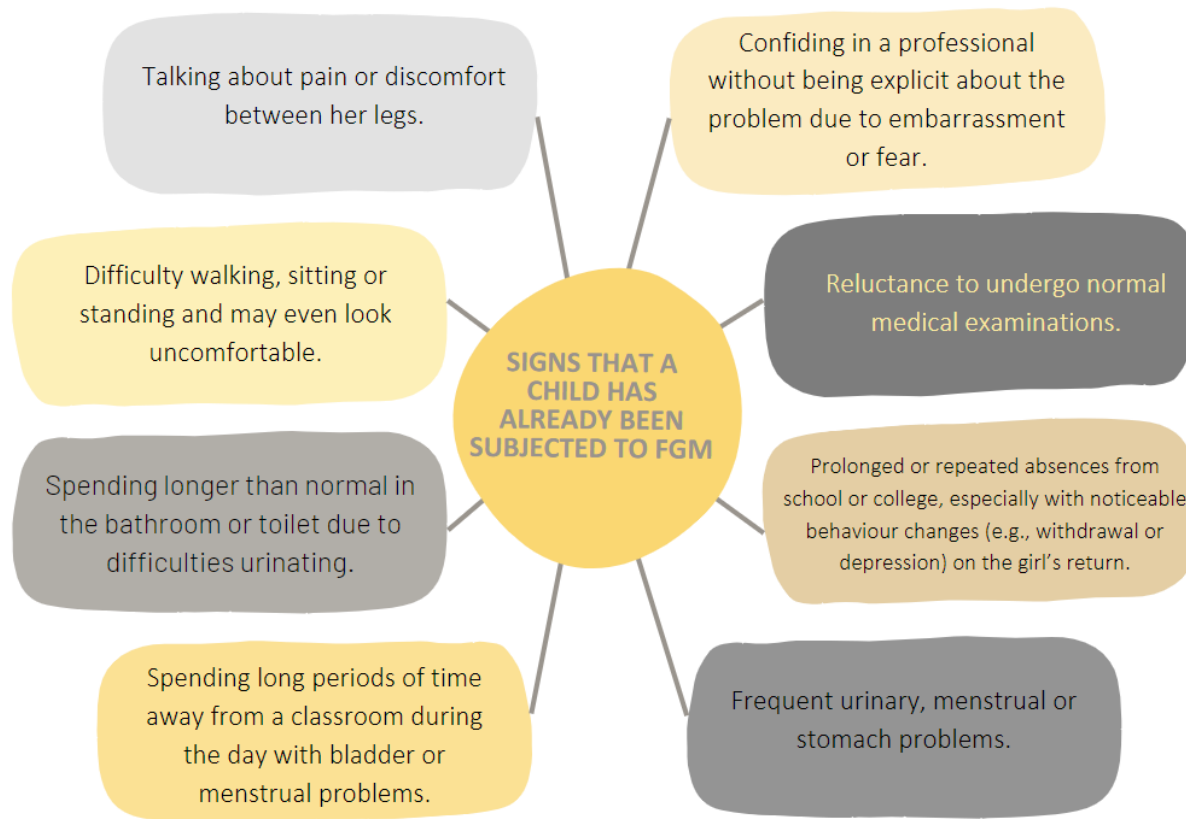 Talking about pain or discomfort
between her legs.
Confiding in a professional
without being explicit about the
problem due to embarrassment
or fear.
Difficulty walking, sitting or
standing and may even look
uncomfortable.
Reluctance to undergo normal
medical examinations.
SIGNS THAT A
CHILD HAS
ALREADY BEEN
SUBJECTED TO FGM
Spending longer than normal in
the bathroom or toilet due to
difficulties urinating.
Prolonged or repeated absences from
school or college, especially with noticeable
behaviour changes (e.g., withdrawal or
depression) on the girl’s return.
Spending long periods of time
away from a classroom during
the day with bladder or
menstrual problems.
Frequent urinary, menstrual or
stomach problems.